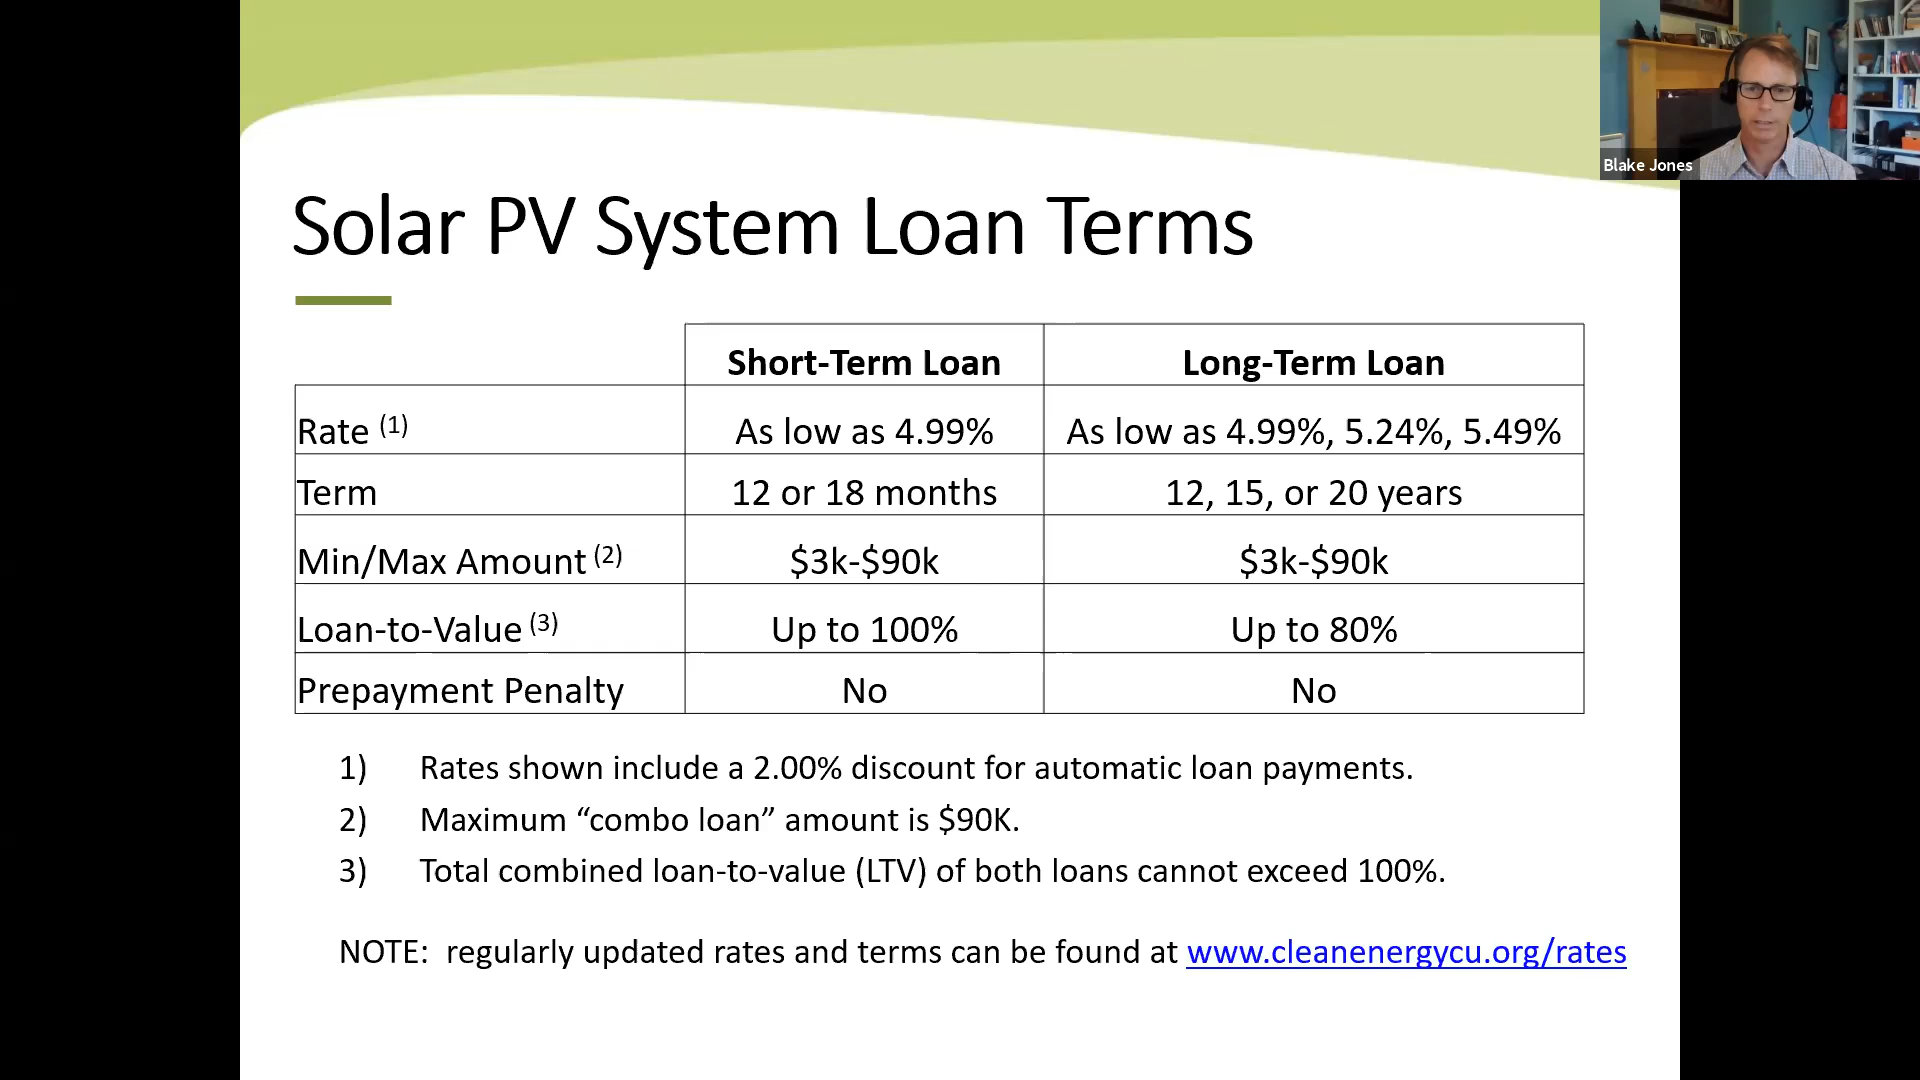 Blake Jones
Solar PV System Loan Terms
Short-Term Loan Long-Term Loan
Rate (1) As low as 4.99% As low as 4.99%, 5.24%, 5.49%
Term 12 or 18 months 12, 15, or 20 years
Min/Max Amount (2) $3k-$90k $3k-$90k
Loan-to-Value (3) Up to 100% Up to 80%
Prepayment Penalty No No
1) Rates shown include a 2.00% discount for automatic loan payments.
2) Maximum “combo loan” amount is $90K.
3) Total combined loan-to-value (LTV) of both loans cannot exceed 100%.
NOTE: regularly updated rates and terms can be found at www.cleanenergycu.org/rates